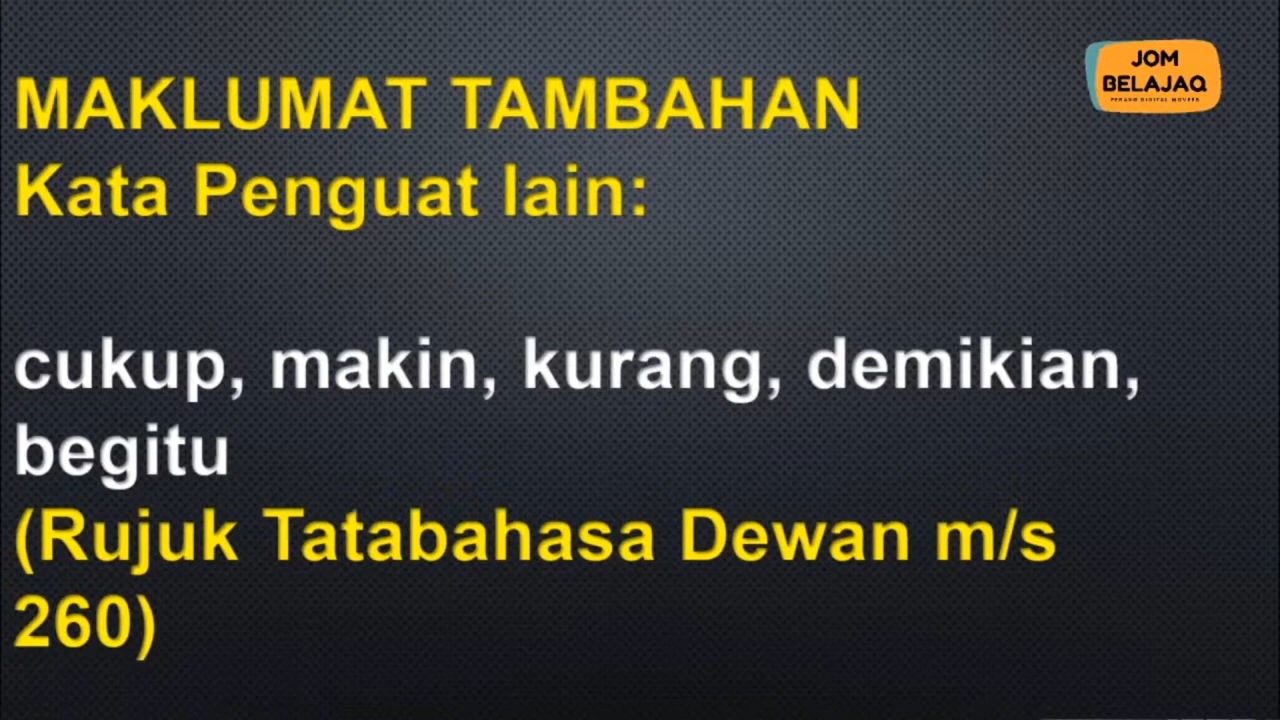 JOM
BELAJAQ
MAKLUMAT TAMBAHAN
Kata Penguat lain:
cukup, makin, kurang, demikian,
begitu
(Rujuk Tatabahasa Dewan m/s
260)